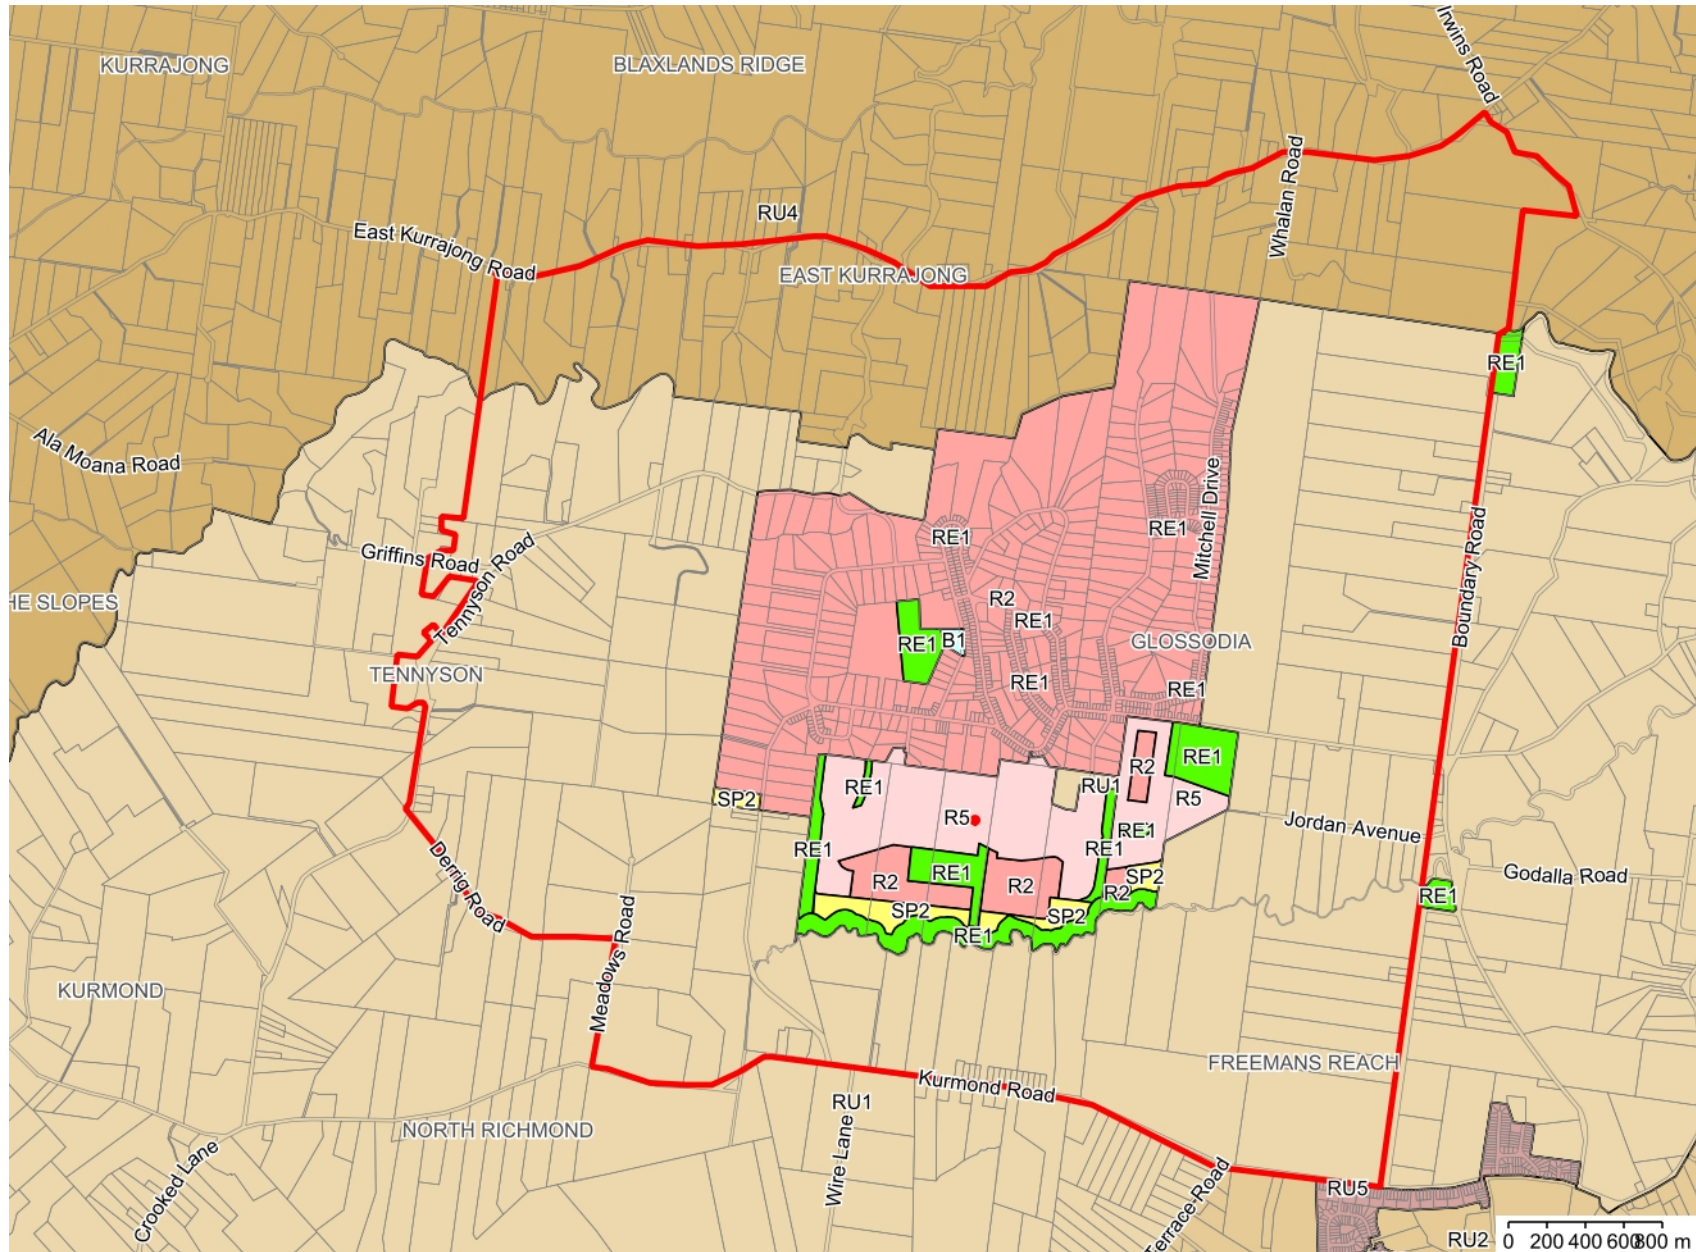 Irwins Road
KURRAJONG
BLAXLANDS RIDGE
Whalan Road
RU4
East Kurrajong Road
EAST KURRAJONG
RE1
Ala Moana Road
Mitchell Drive
RE1
RE1
Boundary Road
Griffins Road
Tennyson Road
HE SLOPES
R2
RE1
RE1
B1
GLOSSODIA
TENNYSON
RE1
RE1
RE1
R2
RE1
RU1
SP2
R5
R5
RE1
Jordan Avenue
RE1
RE1
Derrig Road
RE1
R2
R2
SP2
R2
Godalla Road
RE1
SP2
SP2
RE1
Meadows Road
KURMOND
FREEMANS REACH
Kurmond Road
RU1
NORTH RICHMOND
Wire Lane
Crooked Lane
Terrace Road
RU5
RU2
0 200 400 600 800 m